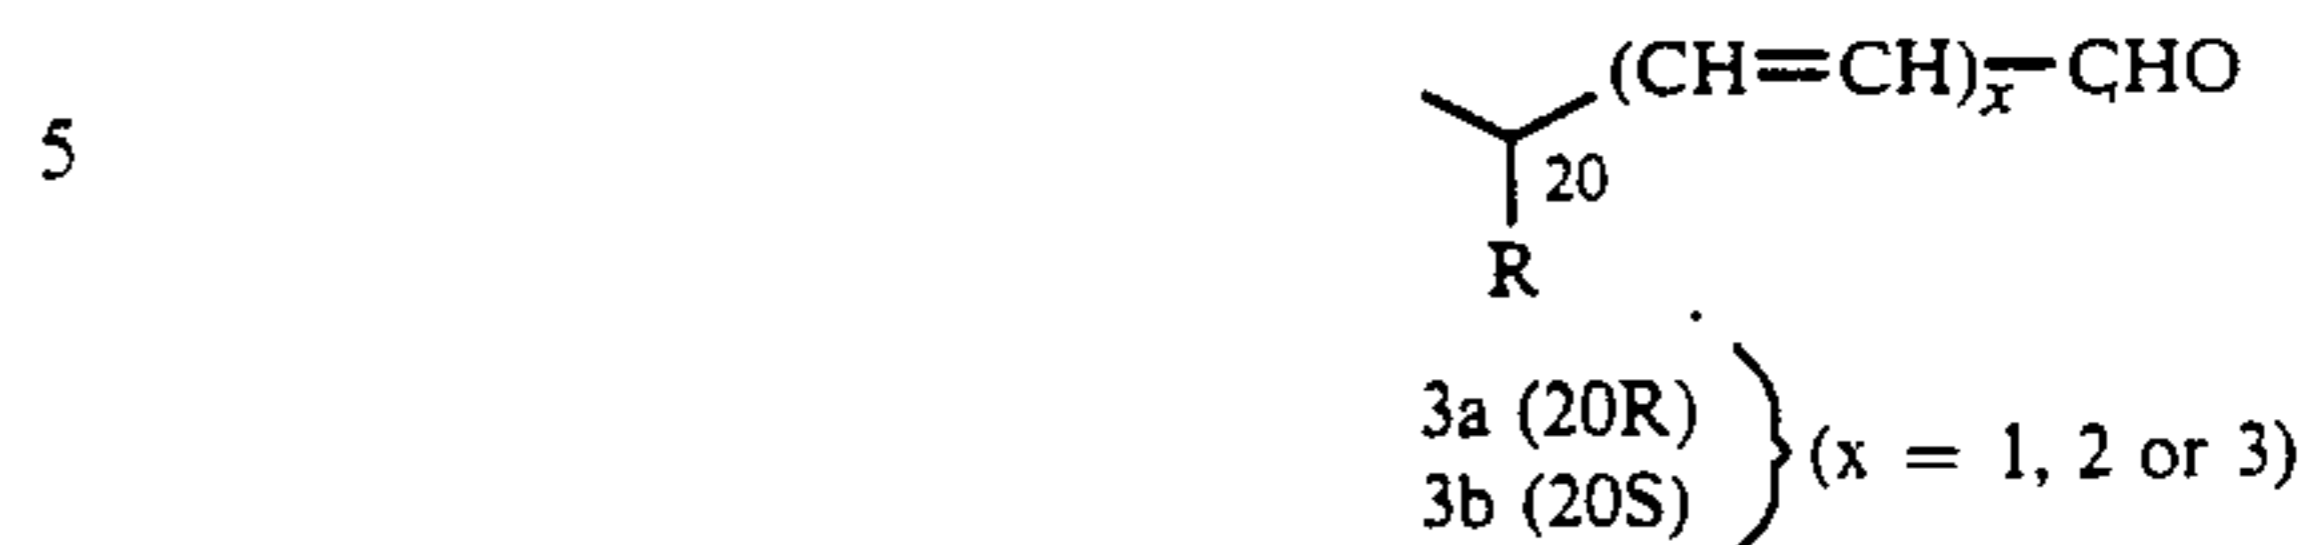 (CH=CH)x—CHO
5
20
R
3a (20R)
(x = 1, 2 or 3)
3b (20S)